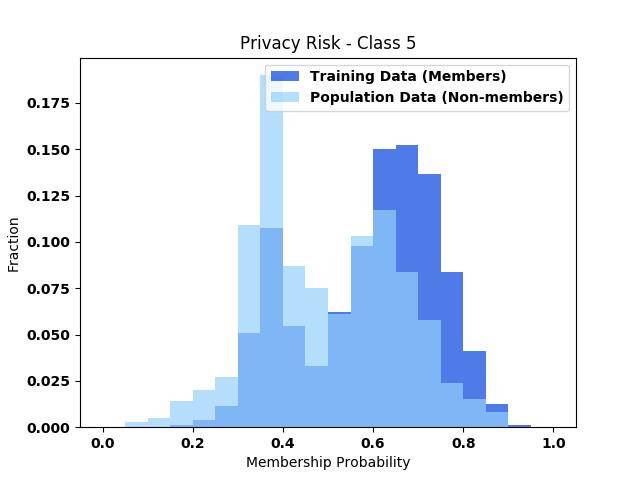 Privacy Risk - Class 5
Training Data (Members)
Population Data (Non-members)
0.175
0.150
0.125
0.100
0.075
0.050
0.025
0.000
Fraction
0.0 0.2 0.4 0.6 0.8 1.0
Membership Probability